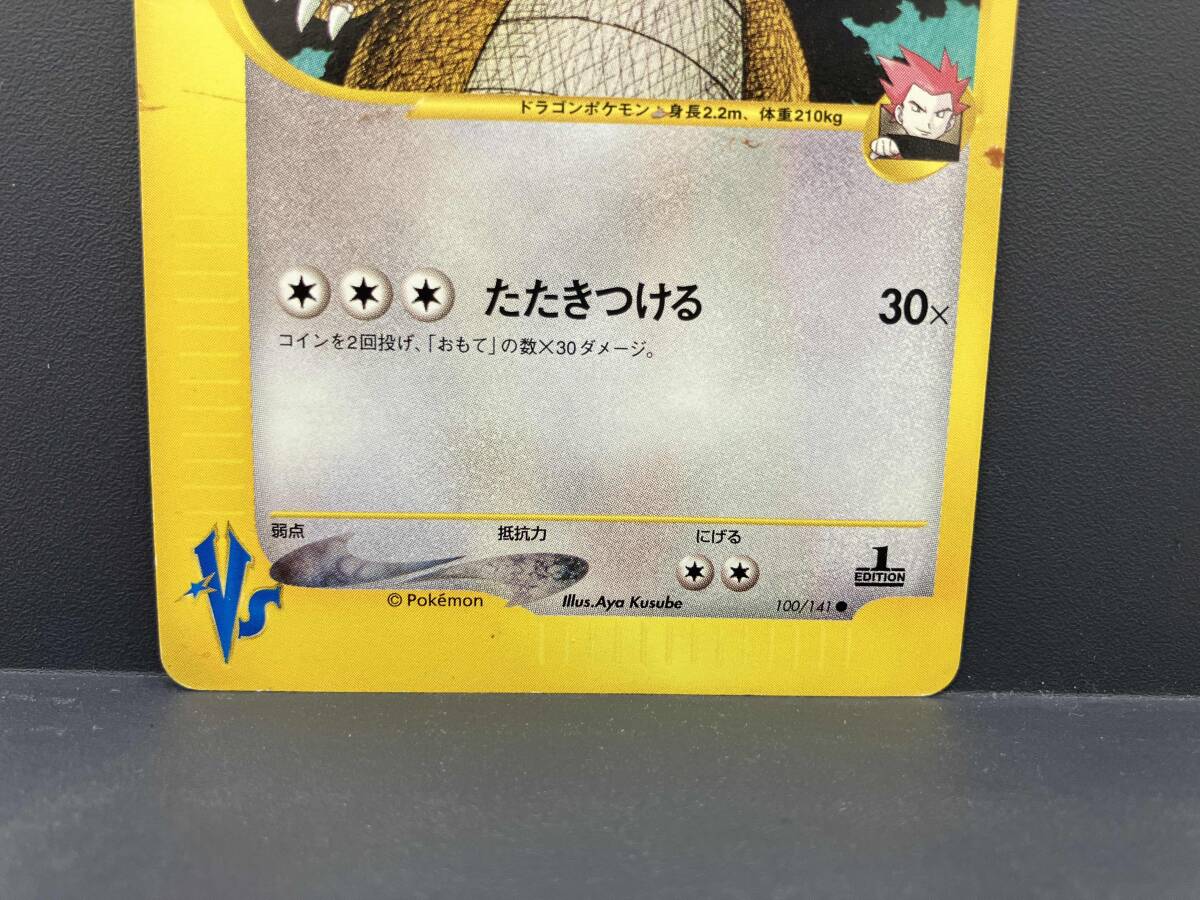 ドラゴンポケモン 身長2.2m、体重210kg
たたきつける 30×
コインを2回投げ、「おもて」の数×30ダメージ。
弱点 抵抗力 にげる
1 EDITION
VS
© Pokémon Illus.Aya Kusube 100/141 ●